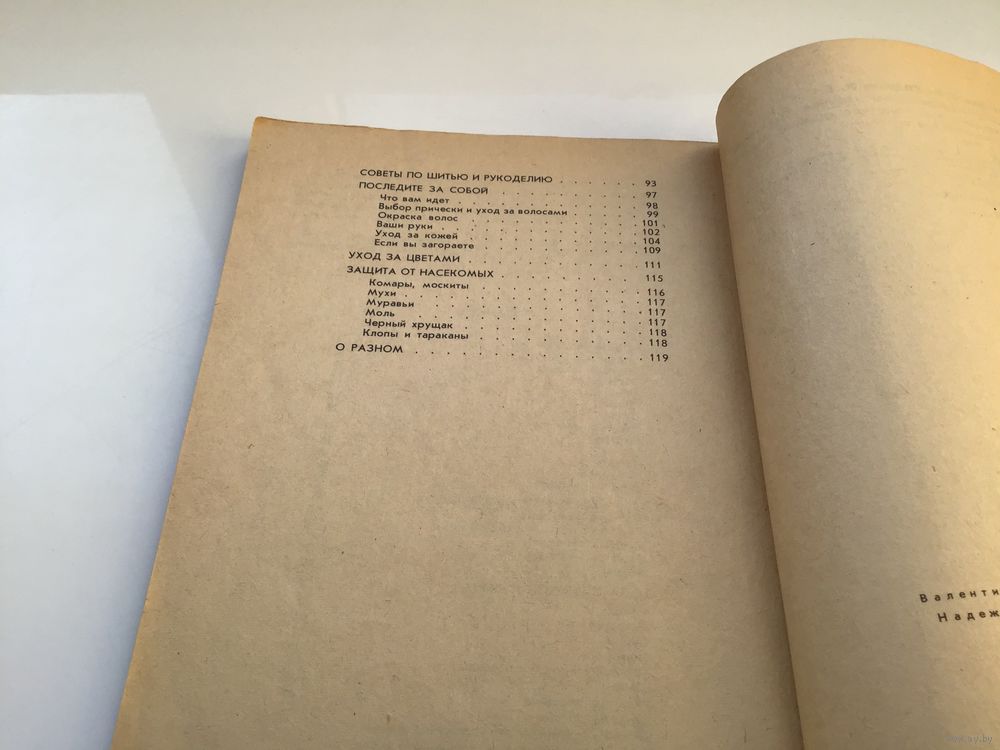 СОВЕТЫ ПО ШИТЬЮ И РУКОДЕЛИЮ . . . . . . 93
ПОСЛЕДИТЕ ЗА СОБОЙ . . . . . . . . . 97
Что вам идет . . . . . . . . . . 98
Выбор прически и уход за волосами . . . . 99
Окраска волос . . . . . . . . . . 101
Ваши руки . . . . . . . . . . . 102
Уход за кожей . . . . . . . . . . 104
Если вы загораете . . . . . . . . . 109
УХОД ЗА ЦВЕТАМИ . . . . . . . . . . 111
ЗАЩИТА ОТ НАСЕКОМЫХ . . . . . . . . 115
Комары, москиты . . . . . . . . . 116
Мухи . . . . . . . . . . . . . 117
Муравьи . . . . . . . . . . . . 117
Моль . . . . . . . . . . . . . 117
Черный хрущак . . . . . . . . . . 118
Клопы и тараканы . . . . . . . . . 118
О РАЗНОМ . . . . . . . . . . . . . 119
Валенти
Надеж
www.ay.by